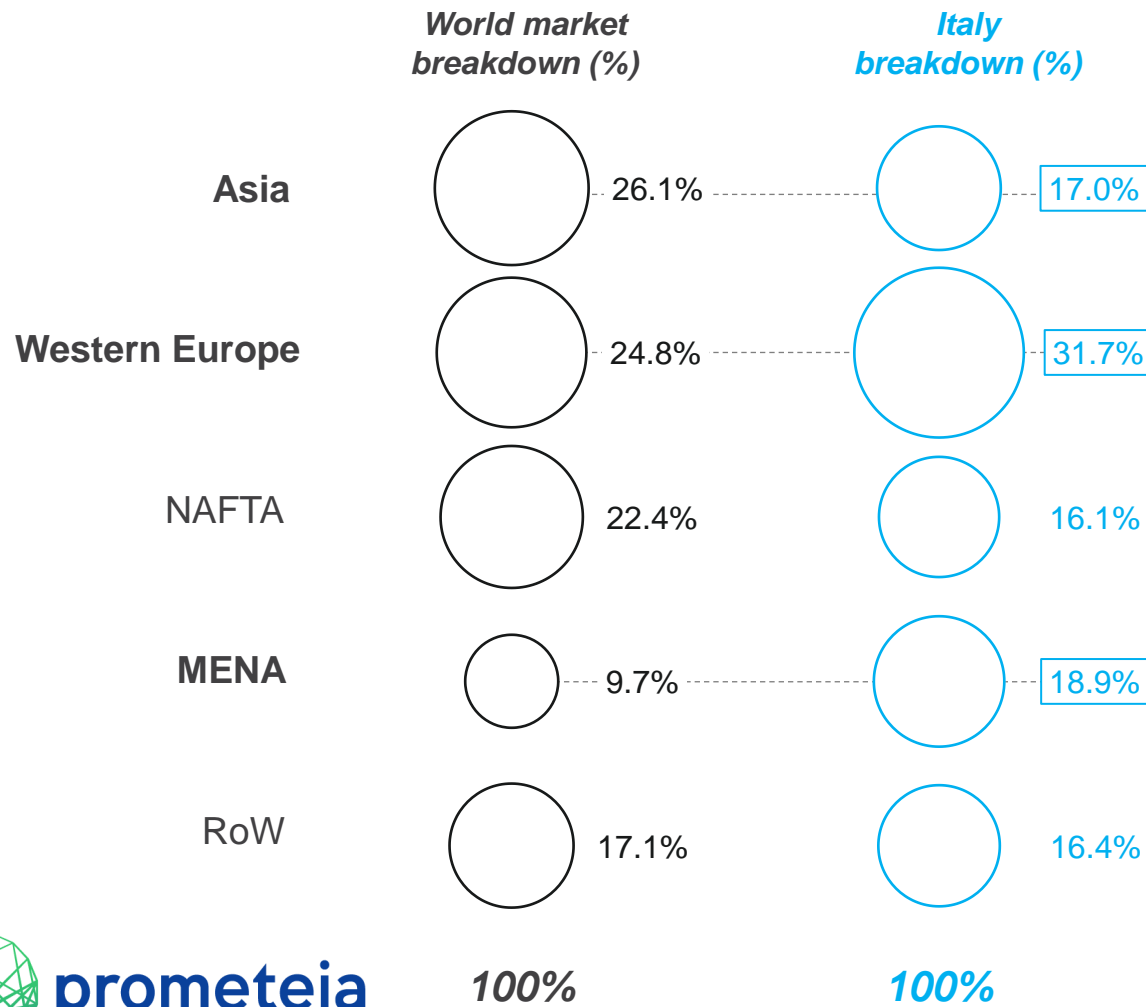 World market
breakdown (%)
Italy
breakdown (%)
Asia
26.1%
17.0%
Western Europe
24.8%
31.7%
NAFTA
22.4%
16.1%
MENA
9.7%
18.9%
RoW
17.1%
16.4%
prometeia
100%
100%